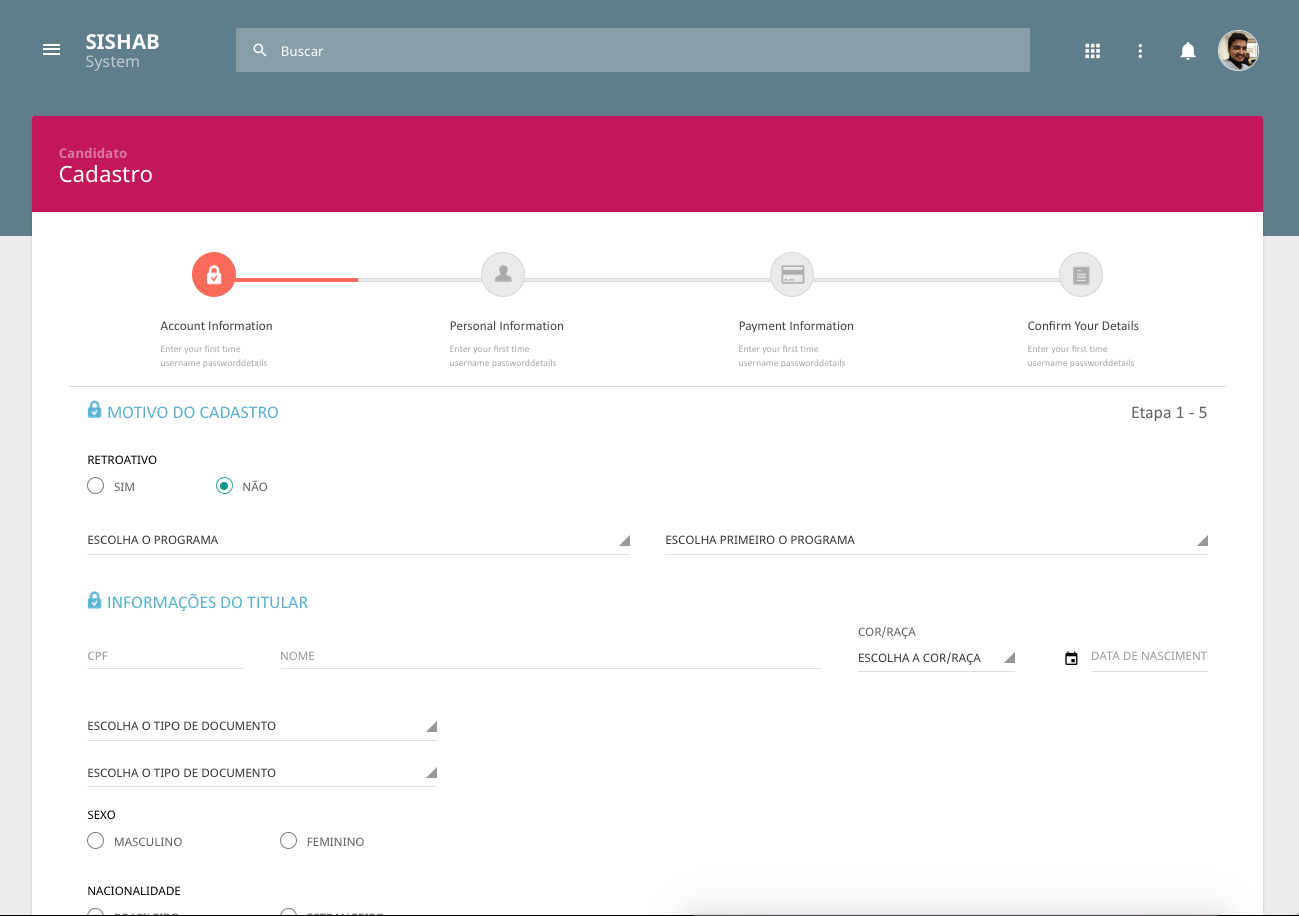 SISHAB
System
Buscar
Candidato
Cadastro
Account Information
Enter your first time
username passworddetails
Personal Information
Enter your first time
username passworddetails
Payment Information
Enter your first time
username passworddetails
Confirm Your Details
Enter your first time
username passworddetails
MOTIVO DO CADASTRO
Etapa 1 - 5
RETROATIVO
SIM NÃO
ESCOLHA O PROGRAMA ESCOLHA PRIMEIRO O PROGRAMA
INFORMAÇÕES DO TITULAR
COR/RAÇA
CPF NOME ESCOLHA A COR/RAÇA DATA DE NASCIMENT
ESCOLHA O TIPO DE DOCUMENTO
ESCOLHA O TIPO DE DOCUMENTO
SEXO
MASCULINO FEMININO
NACIONALIDADE
BRASILEIRO ESTRANGEIRO